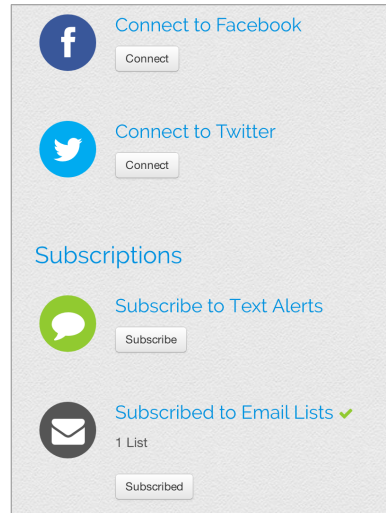 Connect to Facebook
Connect
Connect to Twitter
Connect
Subscriptions
Subscribe to Text Alerts
Subscribe
Subscribed to Email Lists
1 List
Subscribed